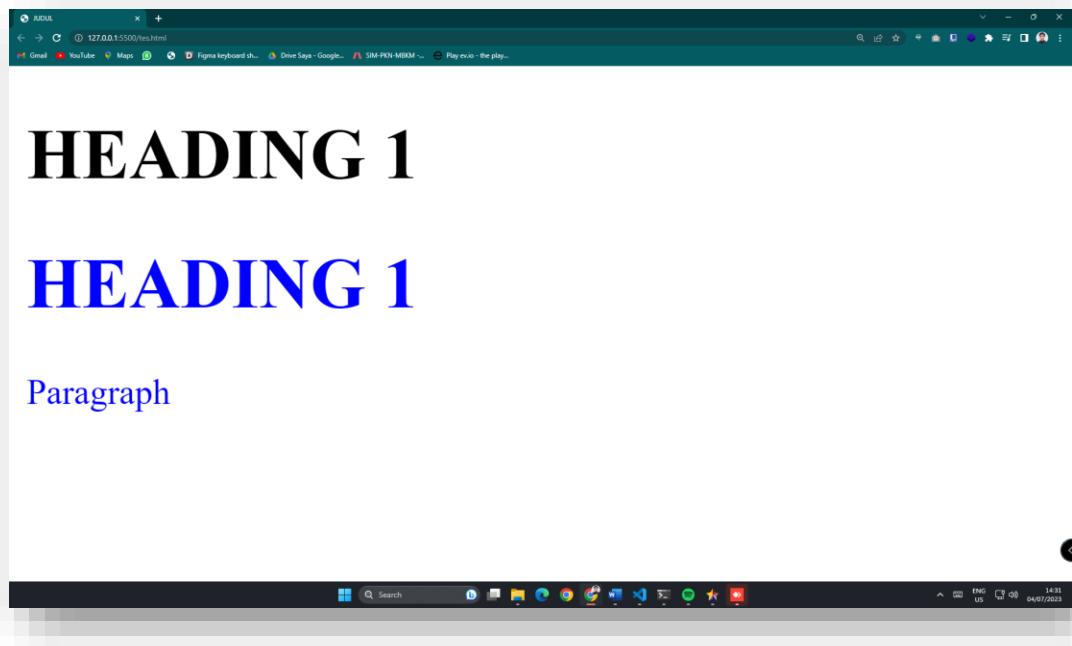 JUDUL
127.0.0.1:5500/tes.html
Gmail YouTube Maps Figma keyboard sh... Drive Saya - Google... SIM-PKN-MBKM -... Play ev.io - the play...
HEADING 1
HEADING 1
Paragraph
Search
ENG
US
14:31
04/07/2023